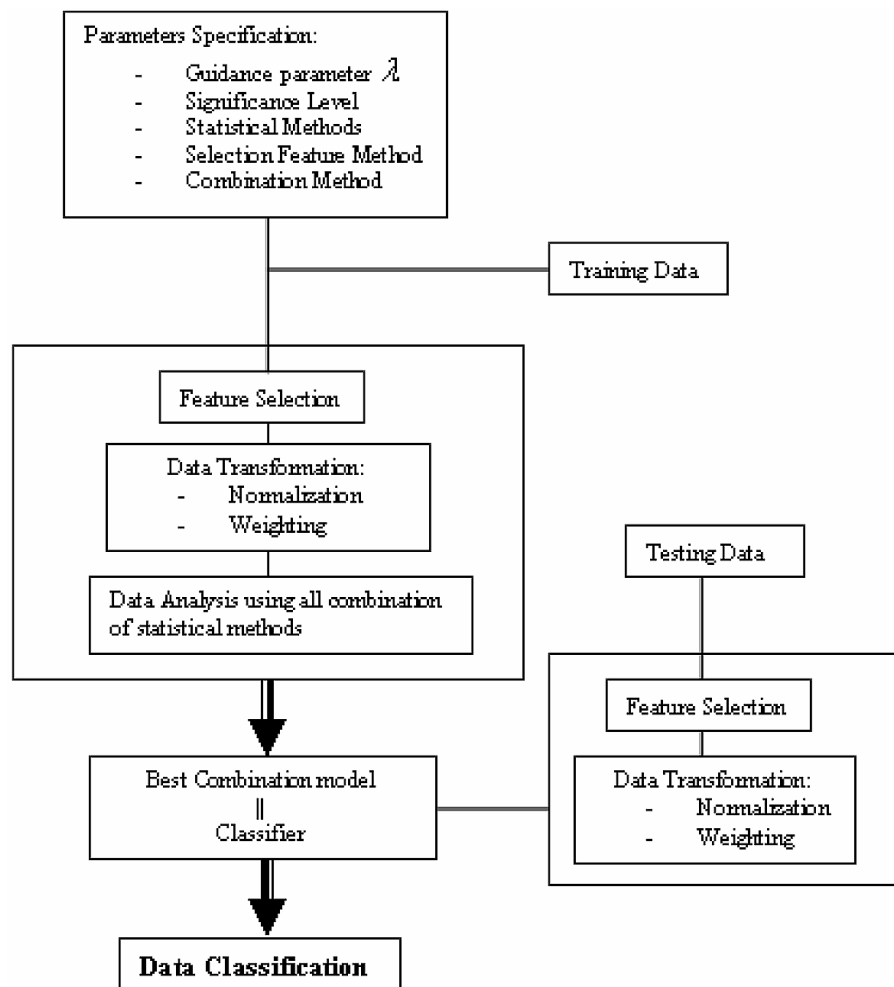 Parameters Specification:
- Guidance parameter λ
- Significance Level
- Statistical Methods
- Selection Feature Method
- Combination Method
Training Data
Feature Selection
Data Transformation:
- Normalization
- Weighting
Data Analysis using all combination
of statistical methods
Testing Data
Feature Selection
Data Transformation:
- Normalization
- Weighting
Best Combination model
||
Classifier
Data Classification